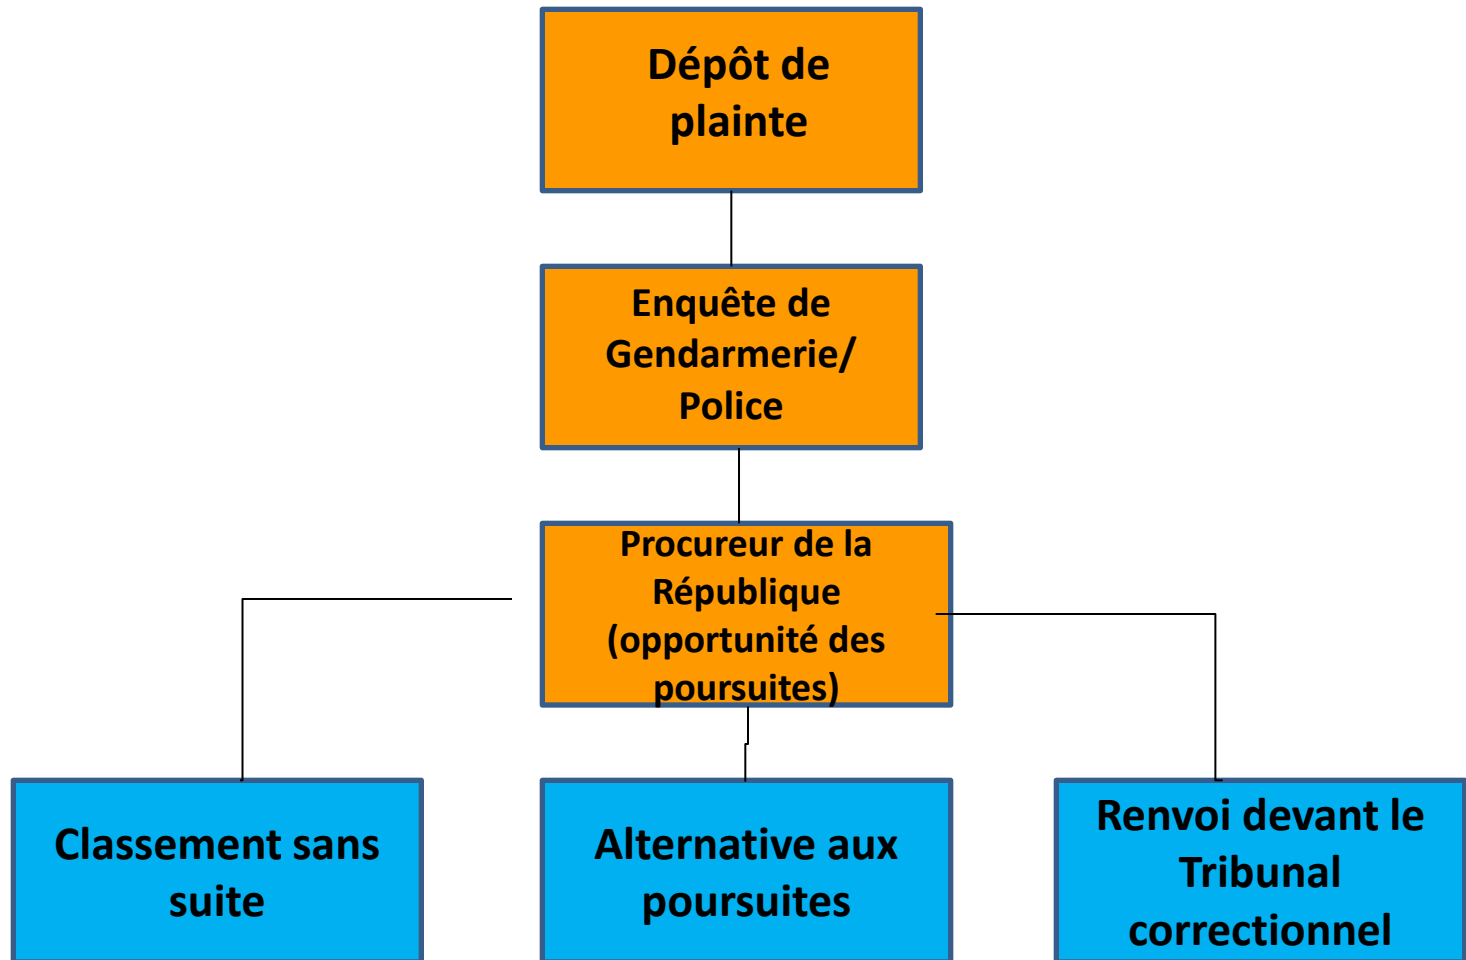 Dépôt de
plainte
Enquête de
Gendarmerie/
Police
Procureur de la
République
(opportunité des
poursuites)
Classement sans
suite
Alternative aux
poursuites
Renvoi devant le
Tribunal
correctionnel